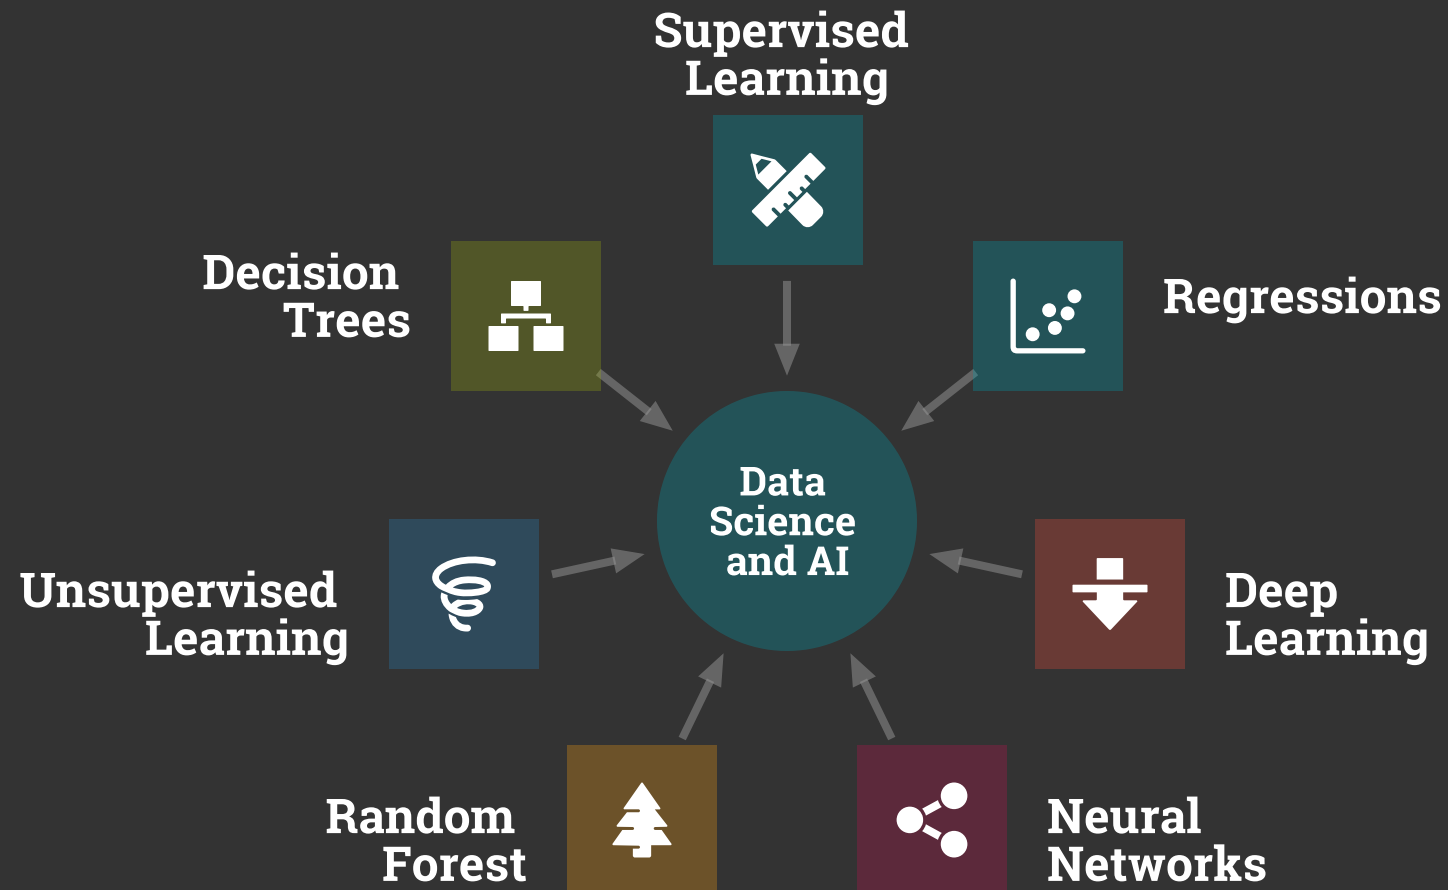 Supervised
Learning
Decision
Trees
Regressions
Data
Science
and AI
Unsupervised
Learning
Deep
Learning
Random
Forest
Neural
Networks